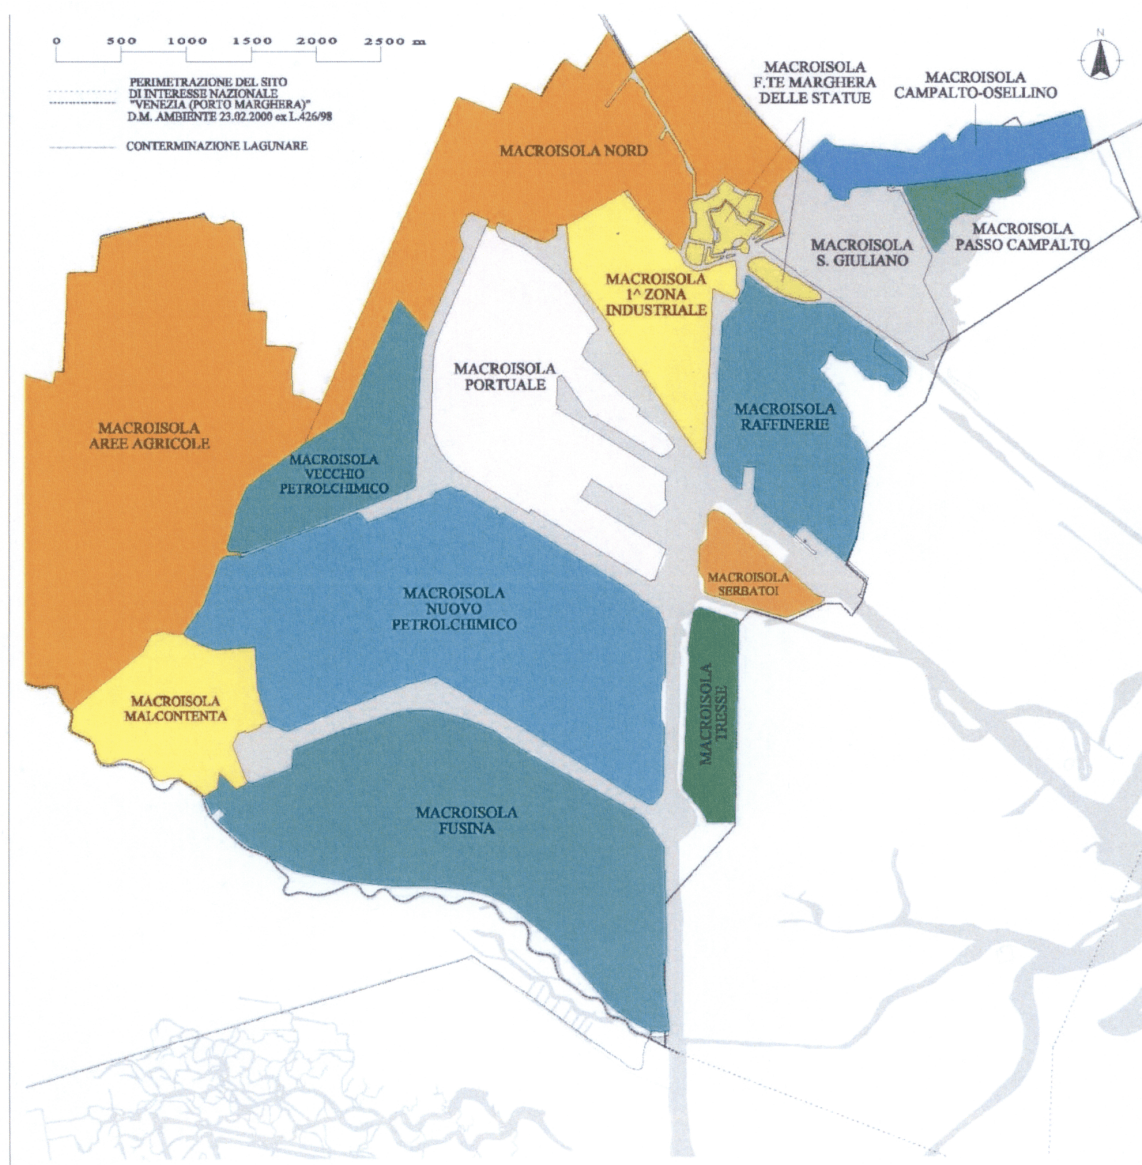 0 500 1000 1500 2000 2500 m
N
PERIMETRAZIONE DEL SITO
DI INTERESSE NAZIONALE
"VENEZIA (PORTO MARGHERA)"
D.M. AMBIENTE 23.02.2000 ex L.426/98
CONTERMINAZIONE LAGUNARE
MACROISOLA
F.TE MARGHERA
DELLE STATUE
MACROISOLA
CAMPALTO-OSELLINO
MACROISOLA NORD
MACROISOLA
PASSO CAMPALTO
MACROISOLA
S. GIULIANO
MACROISOLA
1^ ZONA
INDUSTRIALE
MACROISOLA
PORTUALE
MACROISOLA
RAFFINERIE
MACROISOLA
AREE AGRICOLE
MACROISOLA
VECCHIO
PETROLCHIMICO
MACROISOLA
SERBATOI
MACROISOLA
NUOVO
PETROLCHIMICO
MACROISOLA
TRESSE
MACROISOLA
MALCONTENTA
MACROISOLA
FUSINA